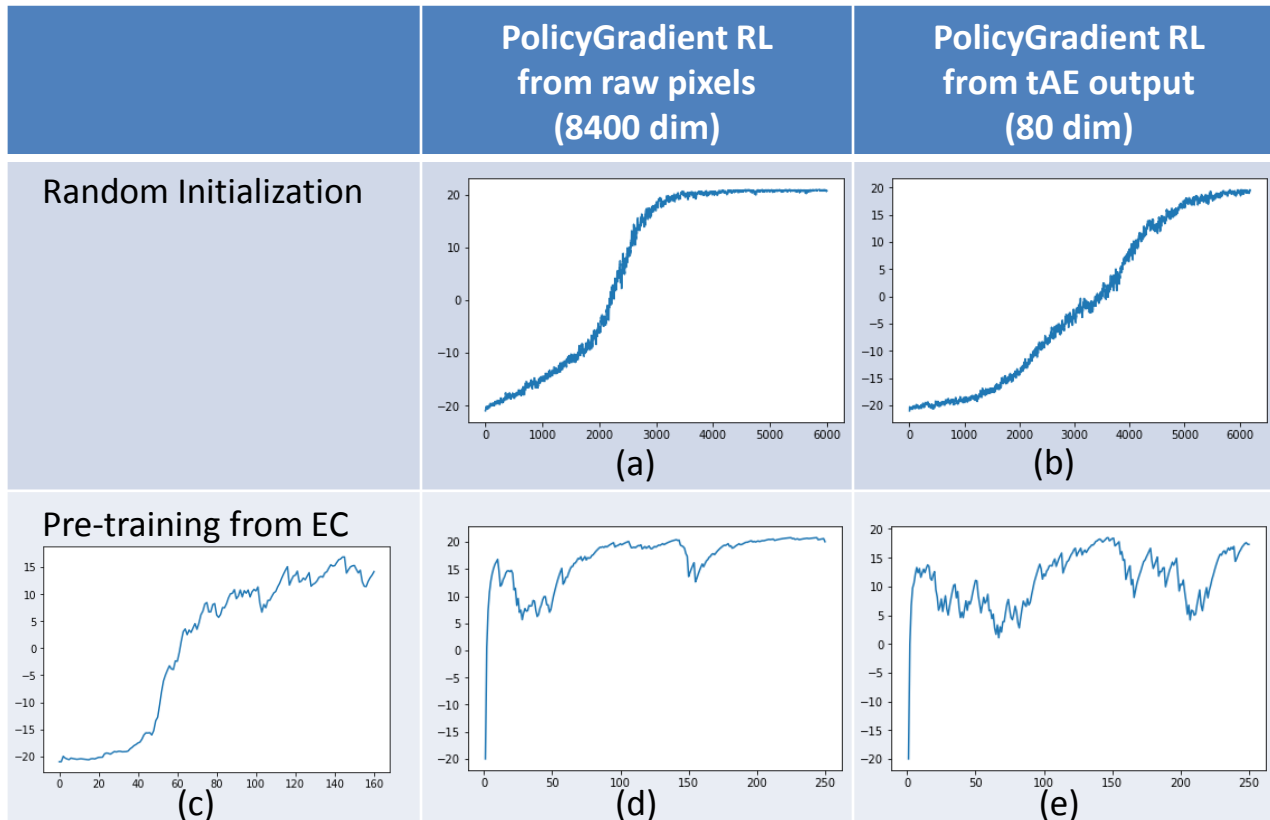 PolicyGradient RL
from raw pixels
(8400 dim)
PolicyGradient RL
from tAE output
(80 dim)
Random Initialization
20
10
0
−10
−20
0 1000 2000 3000 4000 5000 6000
(a)
20
15
10
5
0
−5
−10
−15
−20
0 1000 2000 3000 4000 5000 6000
(b)
Pre-training from EC
15
10
5
0
−5
−10
−15
−20
0 20 40 60 80 100 120 140 160
(c)
20
15
10
5
0
−5
−10
−15
−20
0 50 100 150 200 250
(d)
20
15
10
5
0
−5
−10
−15
−20
0 50 100 150 200 250
(e)